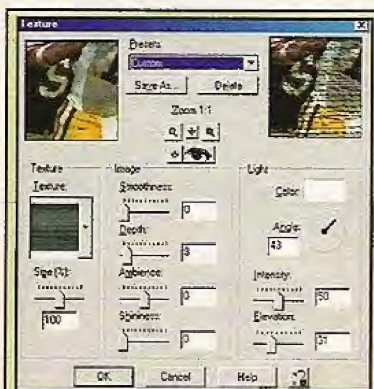 Texture
Presets:
Custom
Save As...
Delete
Zoom 1:1
Texture
Texture:
Size (%):
100
Image
Smoothness:
0
Depth:
Ambience:
0
Shininess:
0
Light
Color:
Angle:
43
Intensity:
50
Elevation:
31
OK
Cancel
Help